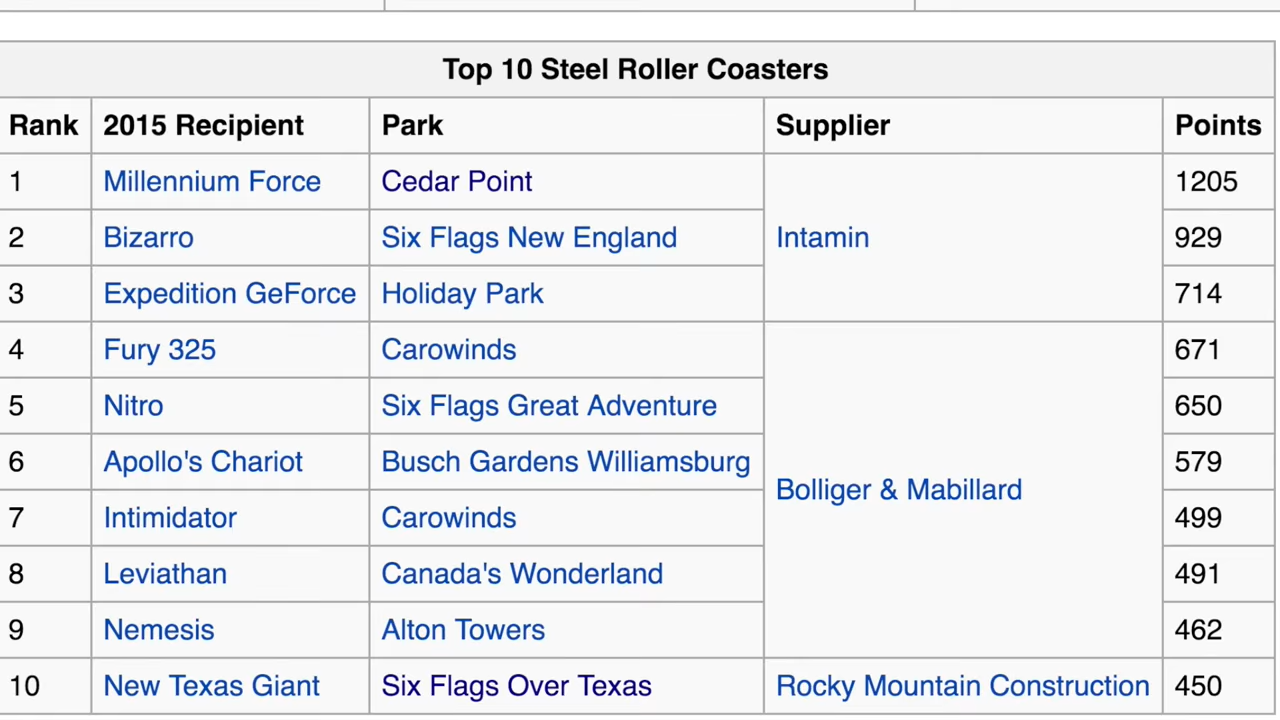 Top 10 Steel Roller Coasters
Rank 2015 Recipient Park Supplier Points
1 Millennium Force Cedar Point 1205
2 Bizarro Six Flags New England Intamin 929
3 Expedition GeForce Holiday Park 714
4 Fury 325 Carowinds 671
5 Nitro Six Flags Great Adventure 650
6 Apollo's Chariot Busch Gardens Williamsburg 579
Bolliger & Mabillard
7 Intimidator Carowinds 499
8 Leviathan Canada's Wonderland 491
9 Nemesis Alton Towers 462
10 New Texas Giant Six Flags Over Texas Rocky Mountain Construction 450